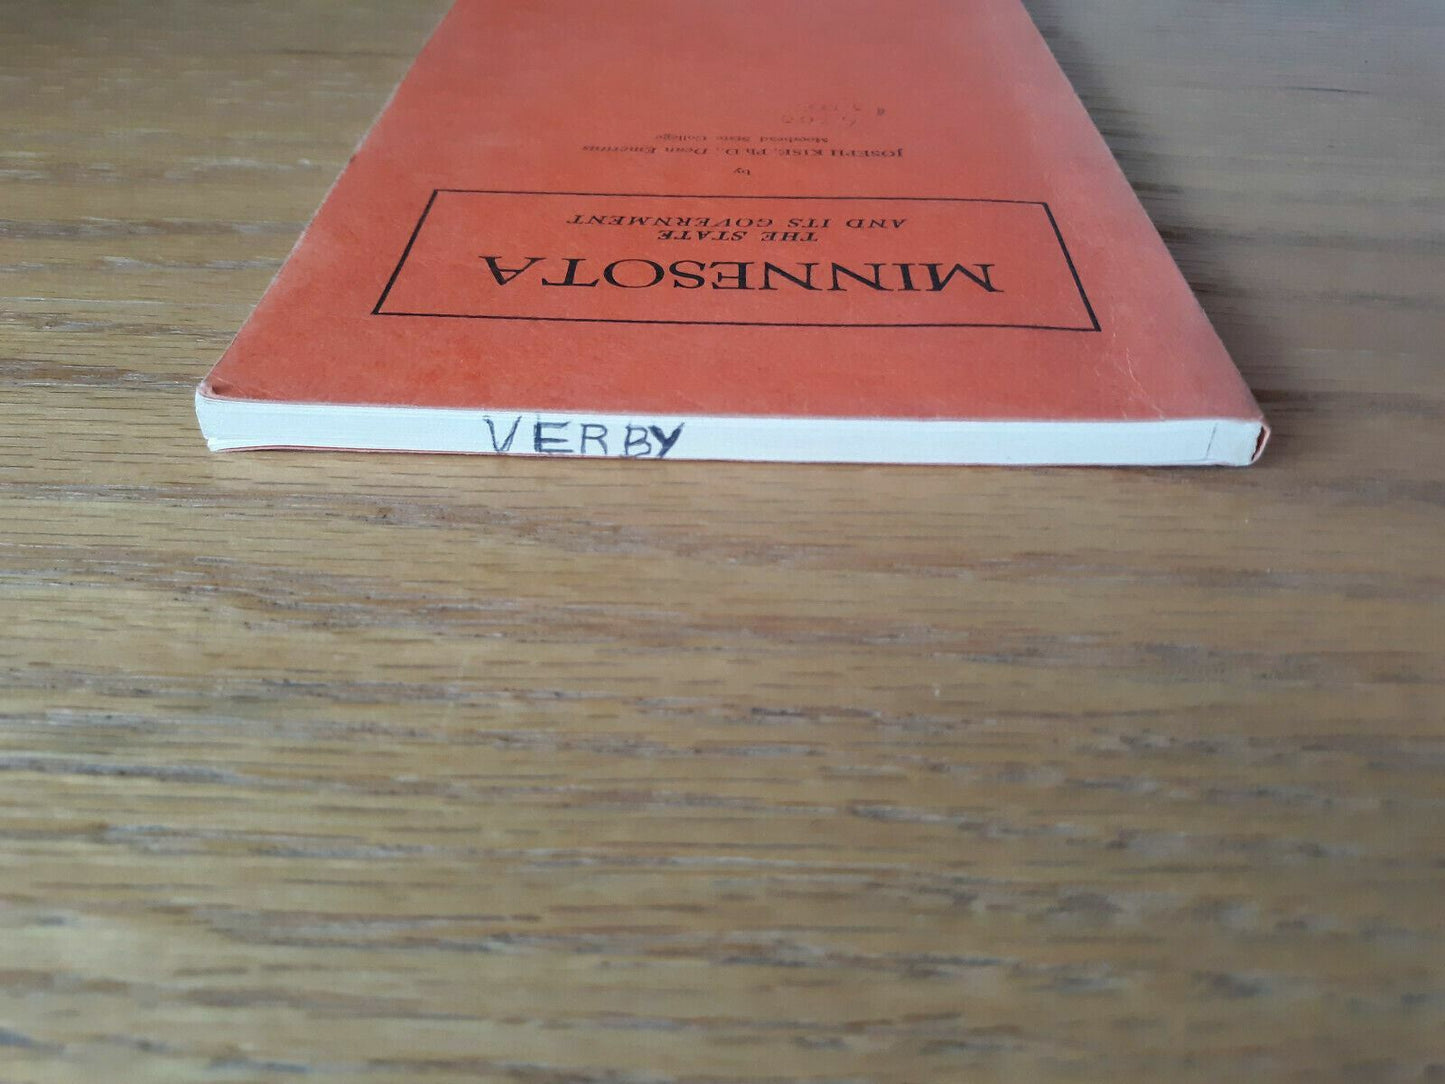 MINNESOTA
THE STATE
AND ITS GOVERNMENT
by
JOSEPH KISE, Ph.D., Dean Emeritus
Moorhead State College
VERBY